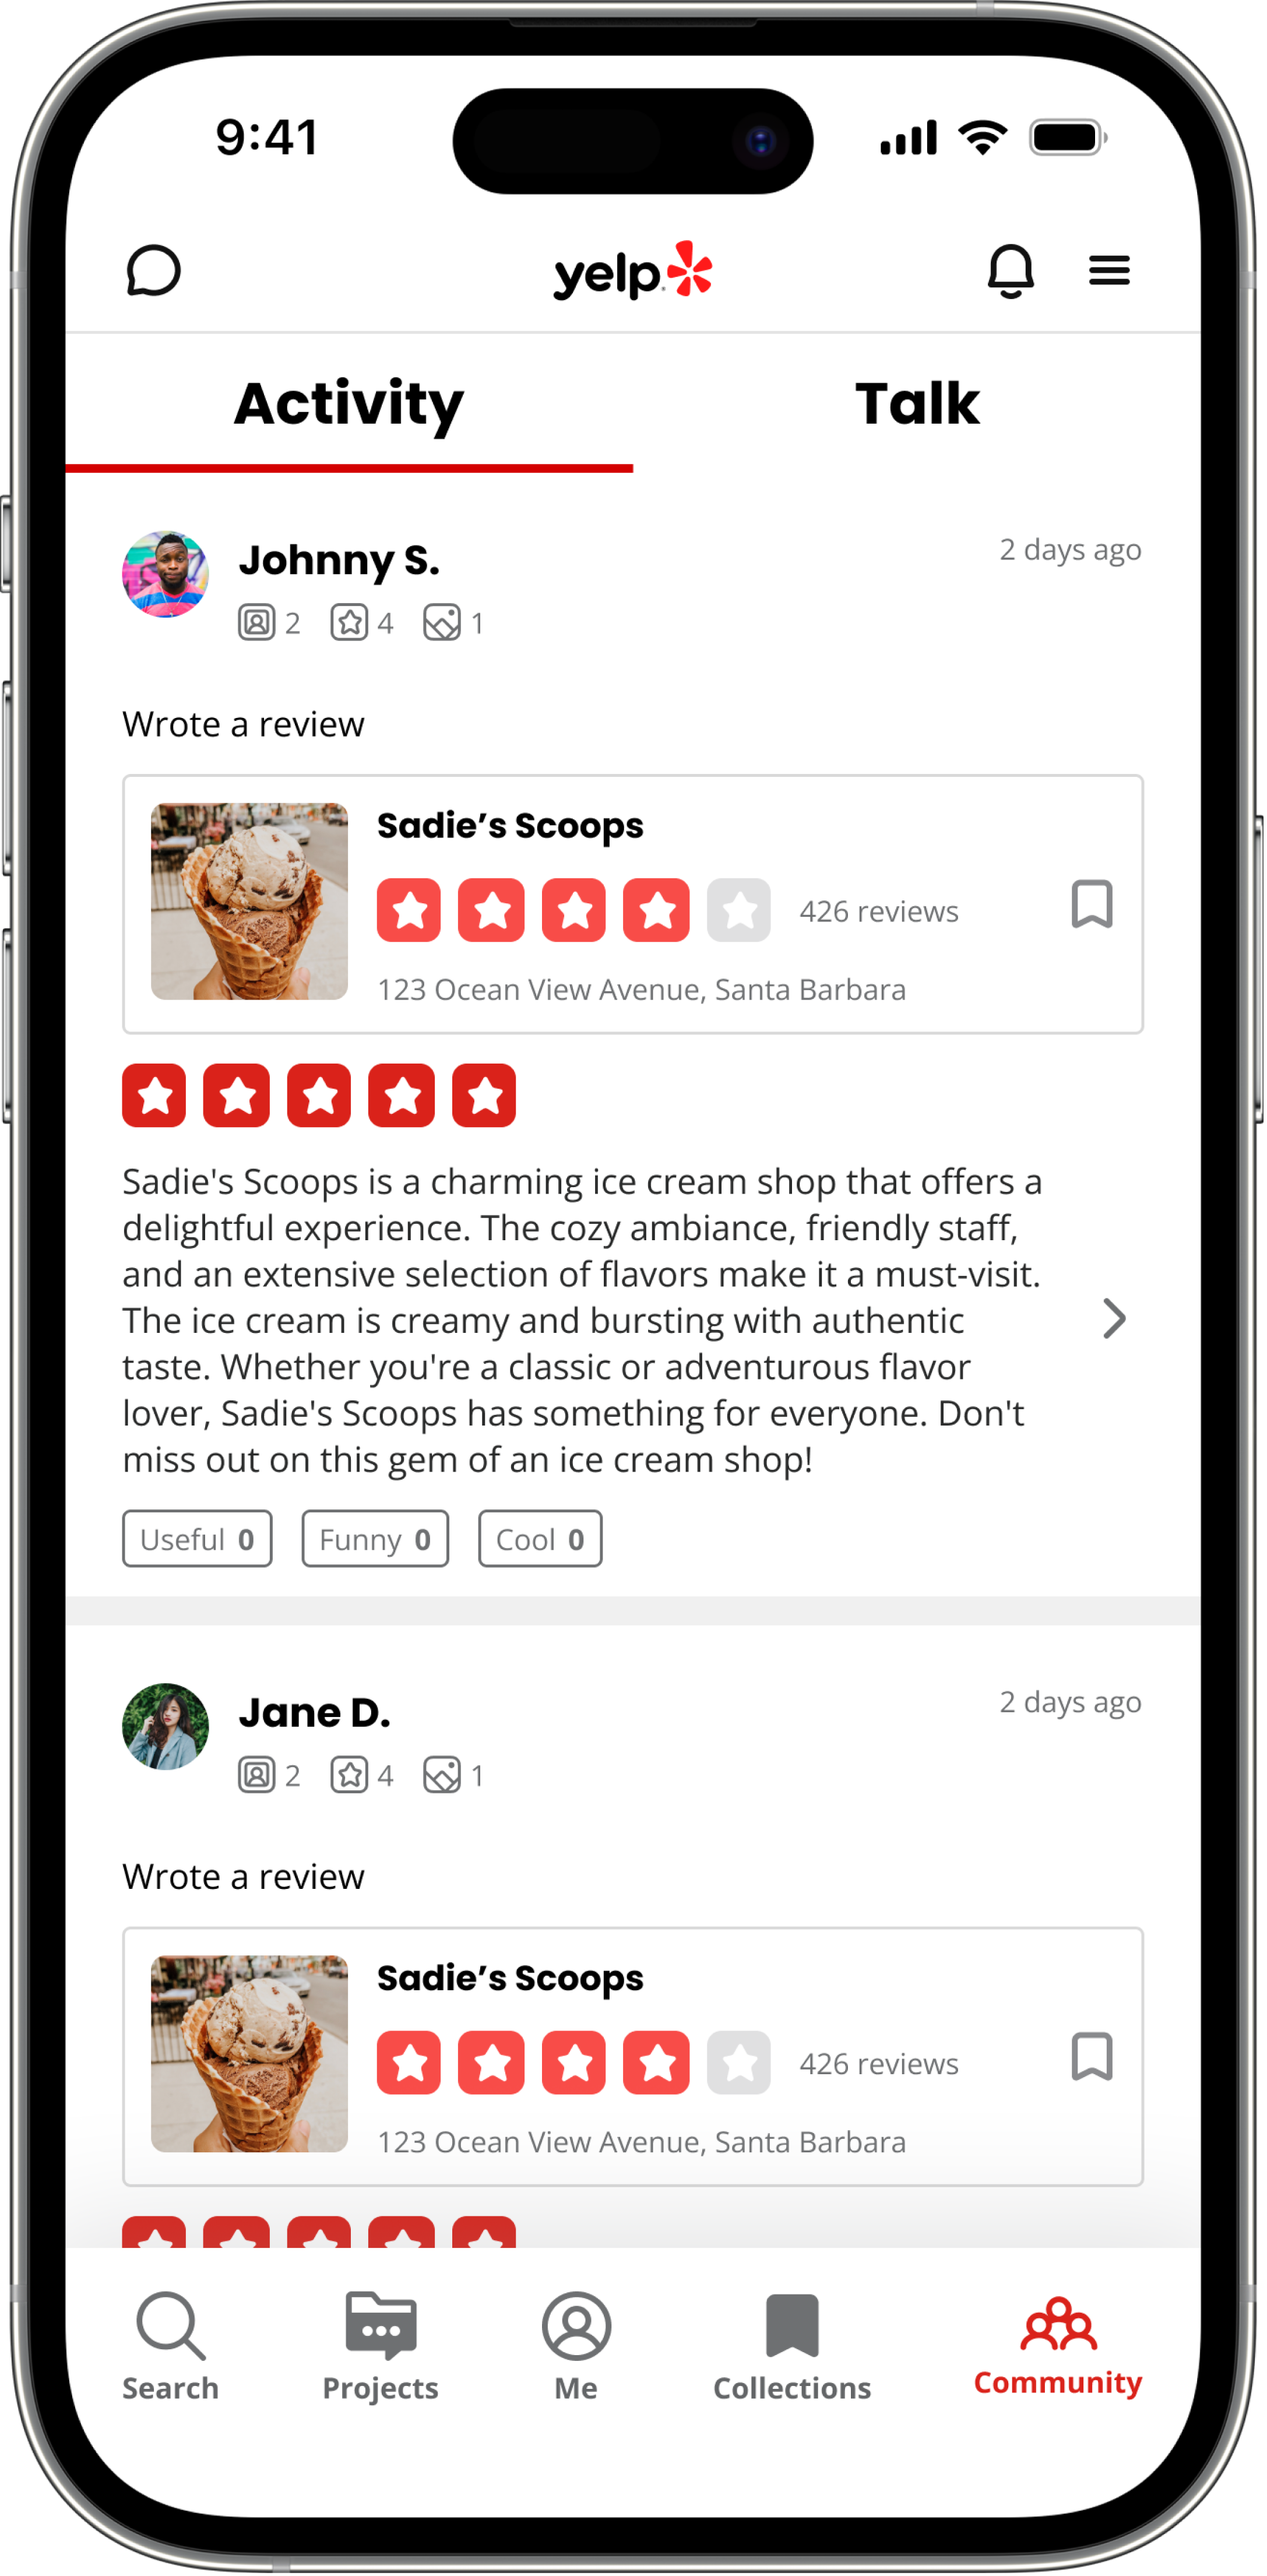 9:41
yelp
Activity Talk
Johnny S. 2 days ago
2 4 1
Wrote a review
Sadie’s Scoops
426 reviews
123 Ocean View Avenue, Santa Barbara
Sadie's Scoops is a charming ice cream shop that offers a
delightful experience. The cozy ambiance, friendly staff,
and an extensive selection of flavors make it a must-visit.
The ice cream is creamy and bursting with authentic
taste. Whether you're a classic or adventurous flavor
lover, Sadie's Scoops has something for everyone. Don't
miss out on this gem of an ice cream shop!
Useful 0 Funny 0 Cool 0
Jane D. 2 days ago
2 4 1
Wrote a review
Sadie’s Scoops
426 reviews
123 Ocean View Avenue, Santa Barbara
Search Projects Me Collections Community